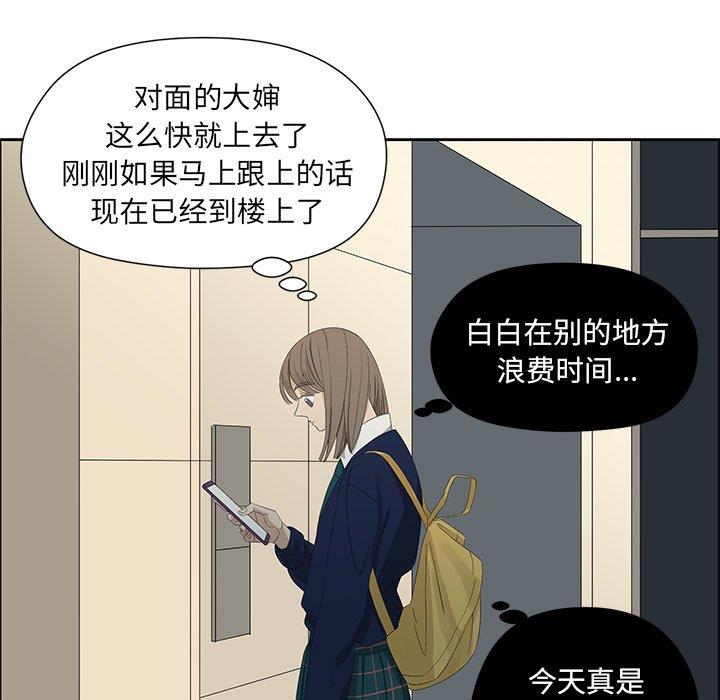 对面的大婶
这么快就上去了
刚刚如果马上跟上的话
现在已经到楼上了
白白在别的地方
浪费时间...
今天真是